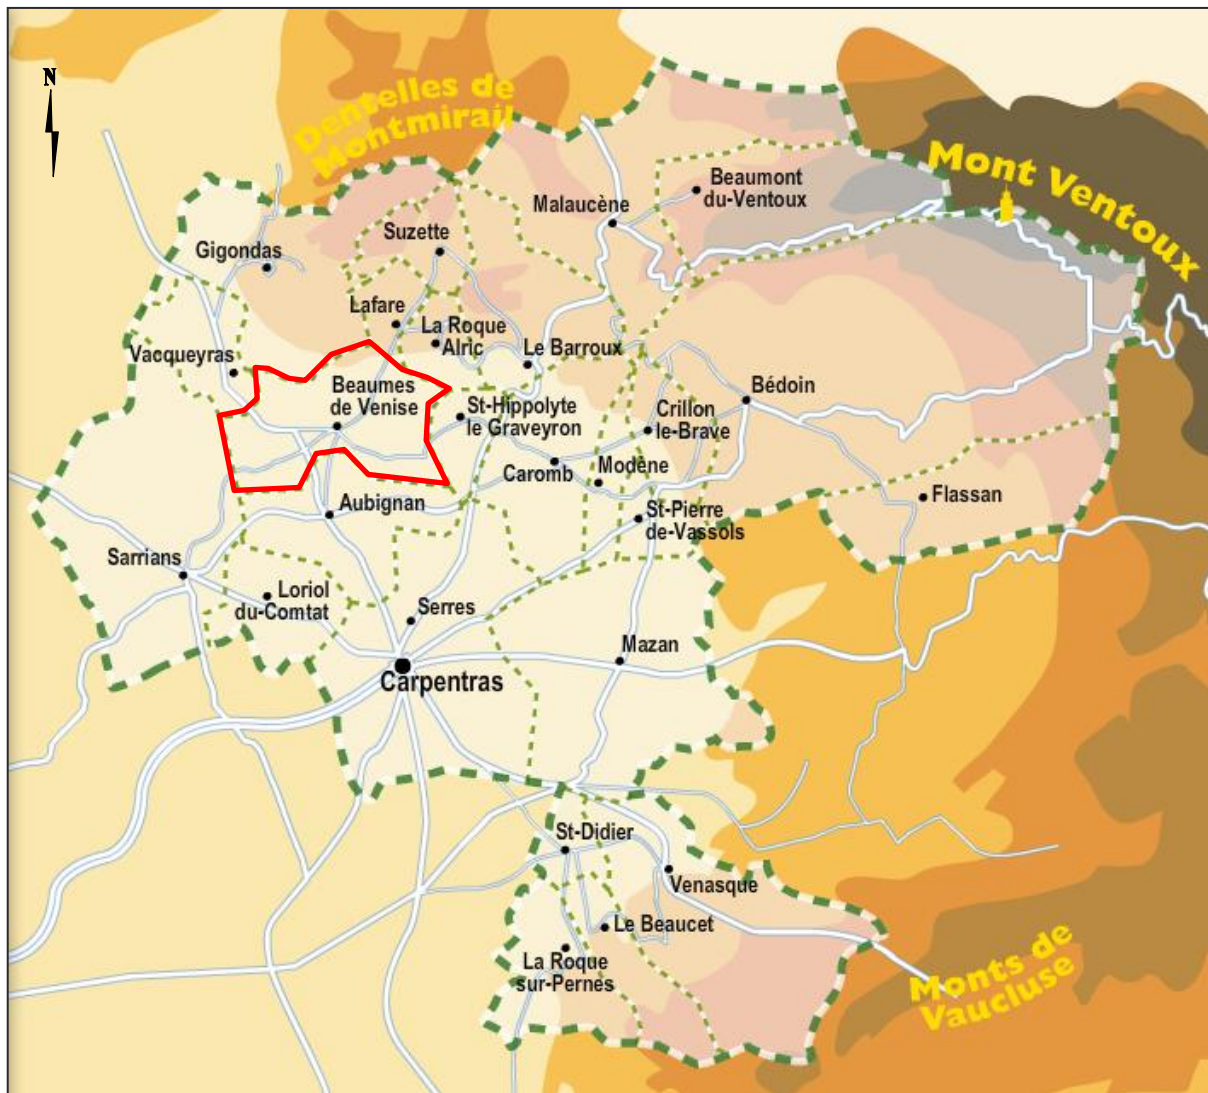 N
Dentelles de
Montmirail
Mont Ventoux
Beaumont
du-Ventoux
Malaucène
Suzette
Gigondas
Lafare
La Roque
Alric
Le Barroux
Vacqueyras
Beaumes
de Venise
Bédoin
St-Hippolyte
le Graveyron
Crillon
le-Brave
Caromb
Modène
Flassan
Aubignan
St-Pierre
de-Vassols
Sarrians
Loriol
du-Comtat
Serres
Mazan
Carpentras
St-Didier
Venasque
Le Beaucet
La Roque
sur-Pernes
Monts de
Vaucluse